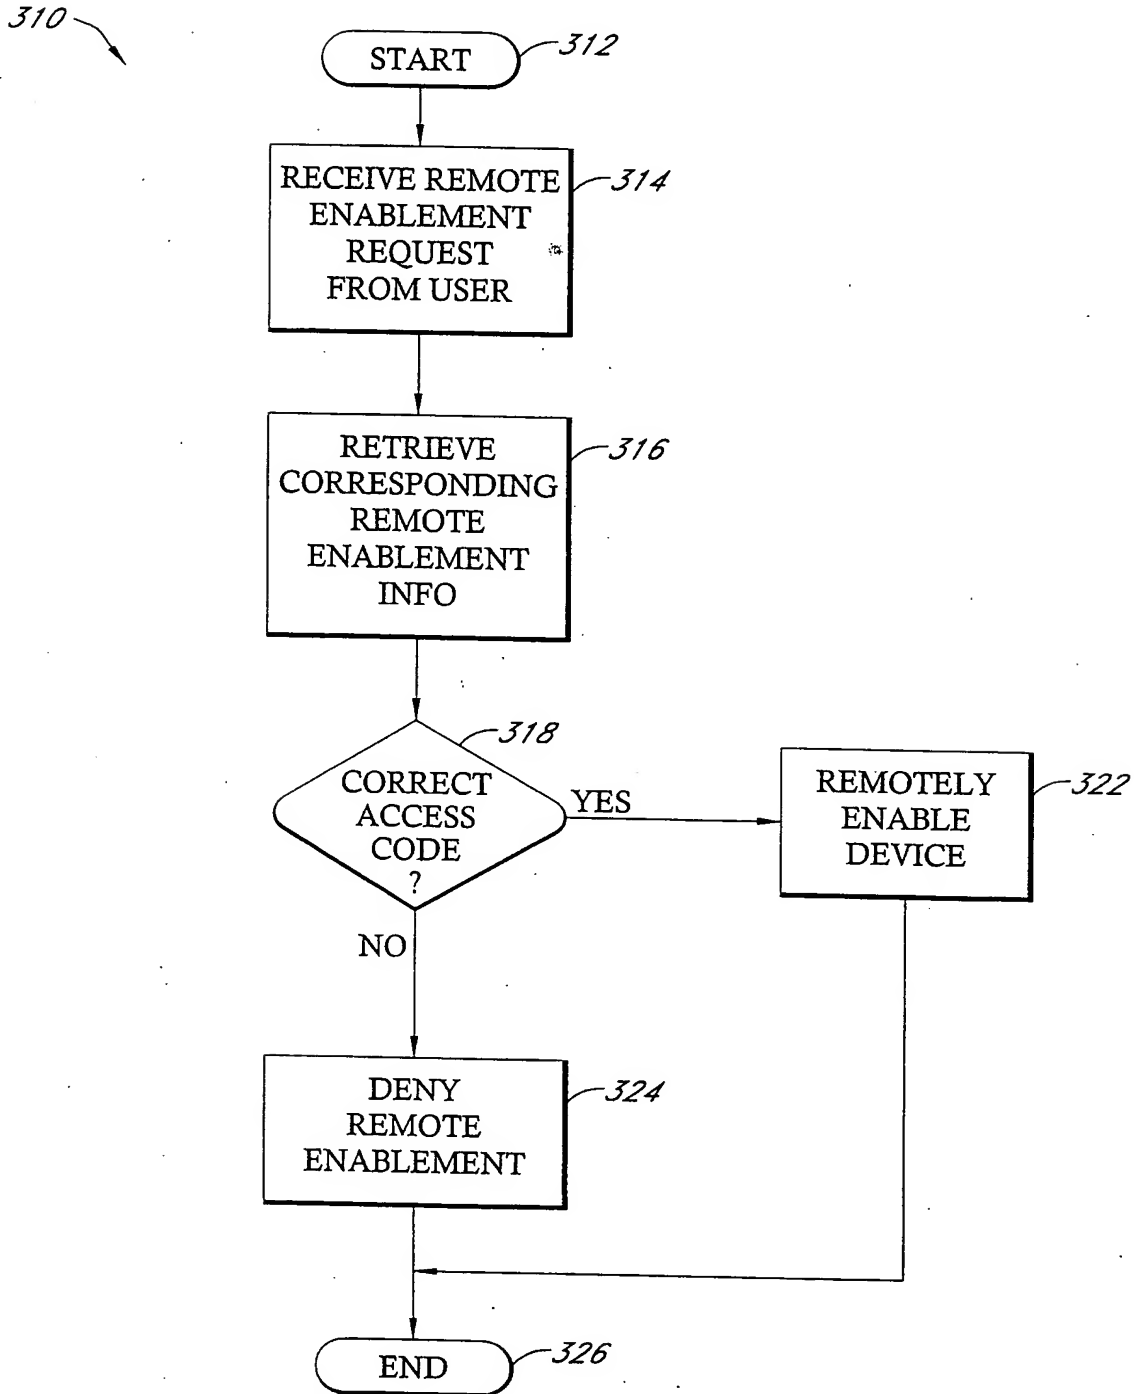 310
START
312
RECEIVE REMOTE
ENABLEMENT
REQUEST
FROM USER
314
RETRIEVE
CORRESPONDING
REMOTE
ENABLEMENT
INFO
316
318
CORRECT
ACCESS
CODE
?
YES
REMOTELY
ENABLE
DEVICE
322
NO
DENY
REMOTE
ENABLEMENT
324
END
326